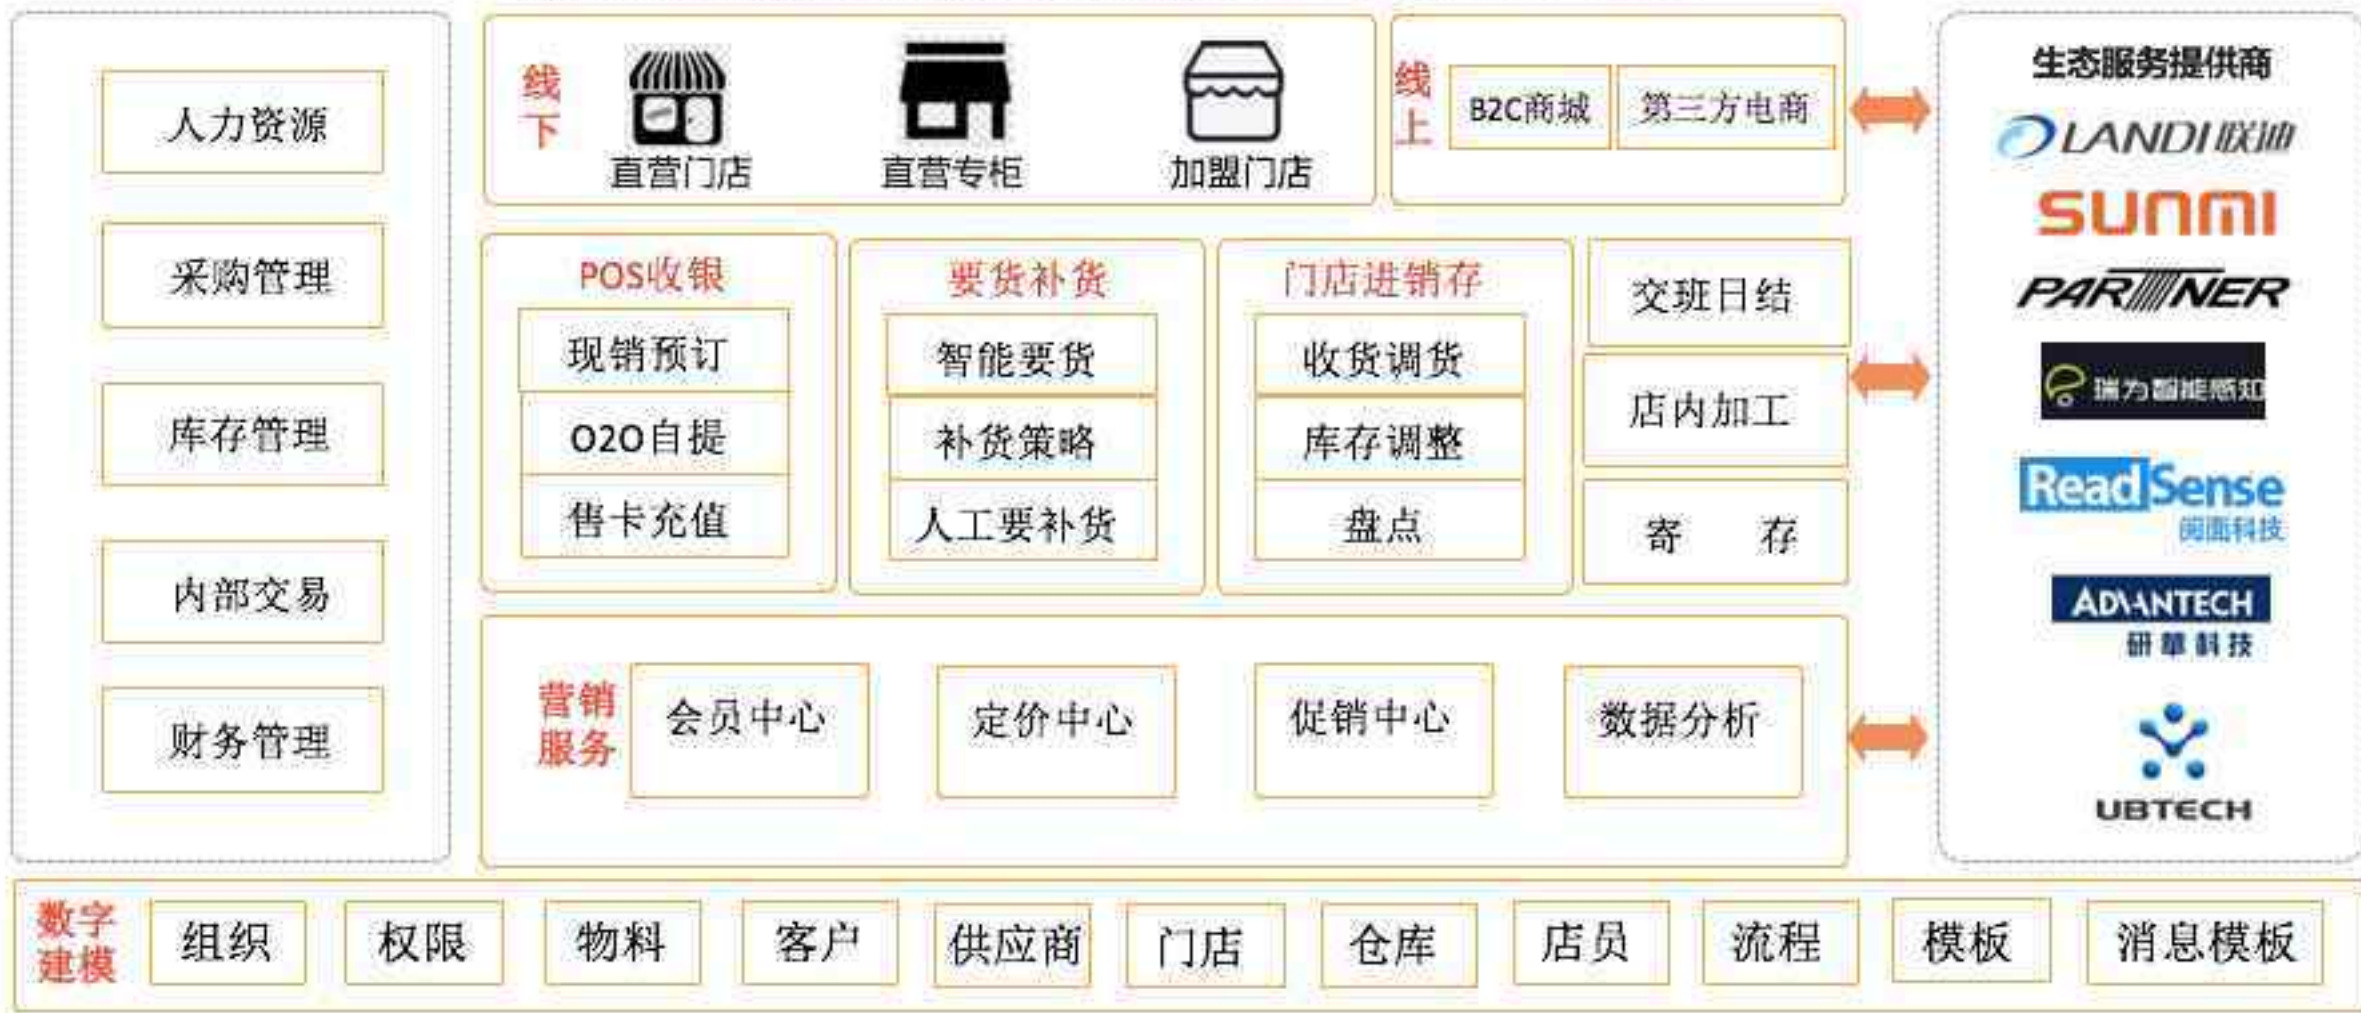 人力资源
采购管理
库存管理
内部交易
财务管理
线下
直营门店
直营专柜
加盟门店
线上
B2C商城
第三方电商
POS收银
现销预订
O2O自提
售卡充值
要货补货
智能要货
补货策略
人工要补货
门店进销存
收货调货
库存调整
盘点
交班日结
店内加工
寄 存
营销
服务
会员中心
定价中心
促销中心
数据分析
生态服务提供商
LANDI 联迪
SUNMI
PARTNER
瑞为智能感知
ReadSense
阅面科技
ADVANTECH
研華科技
UBTECH
数字
建模
组织
权限
物料
客户
供应商
门店
仓库
店员
流程
模板
消息模板